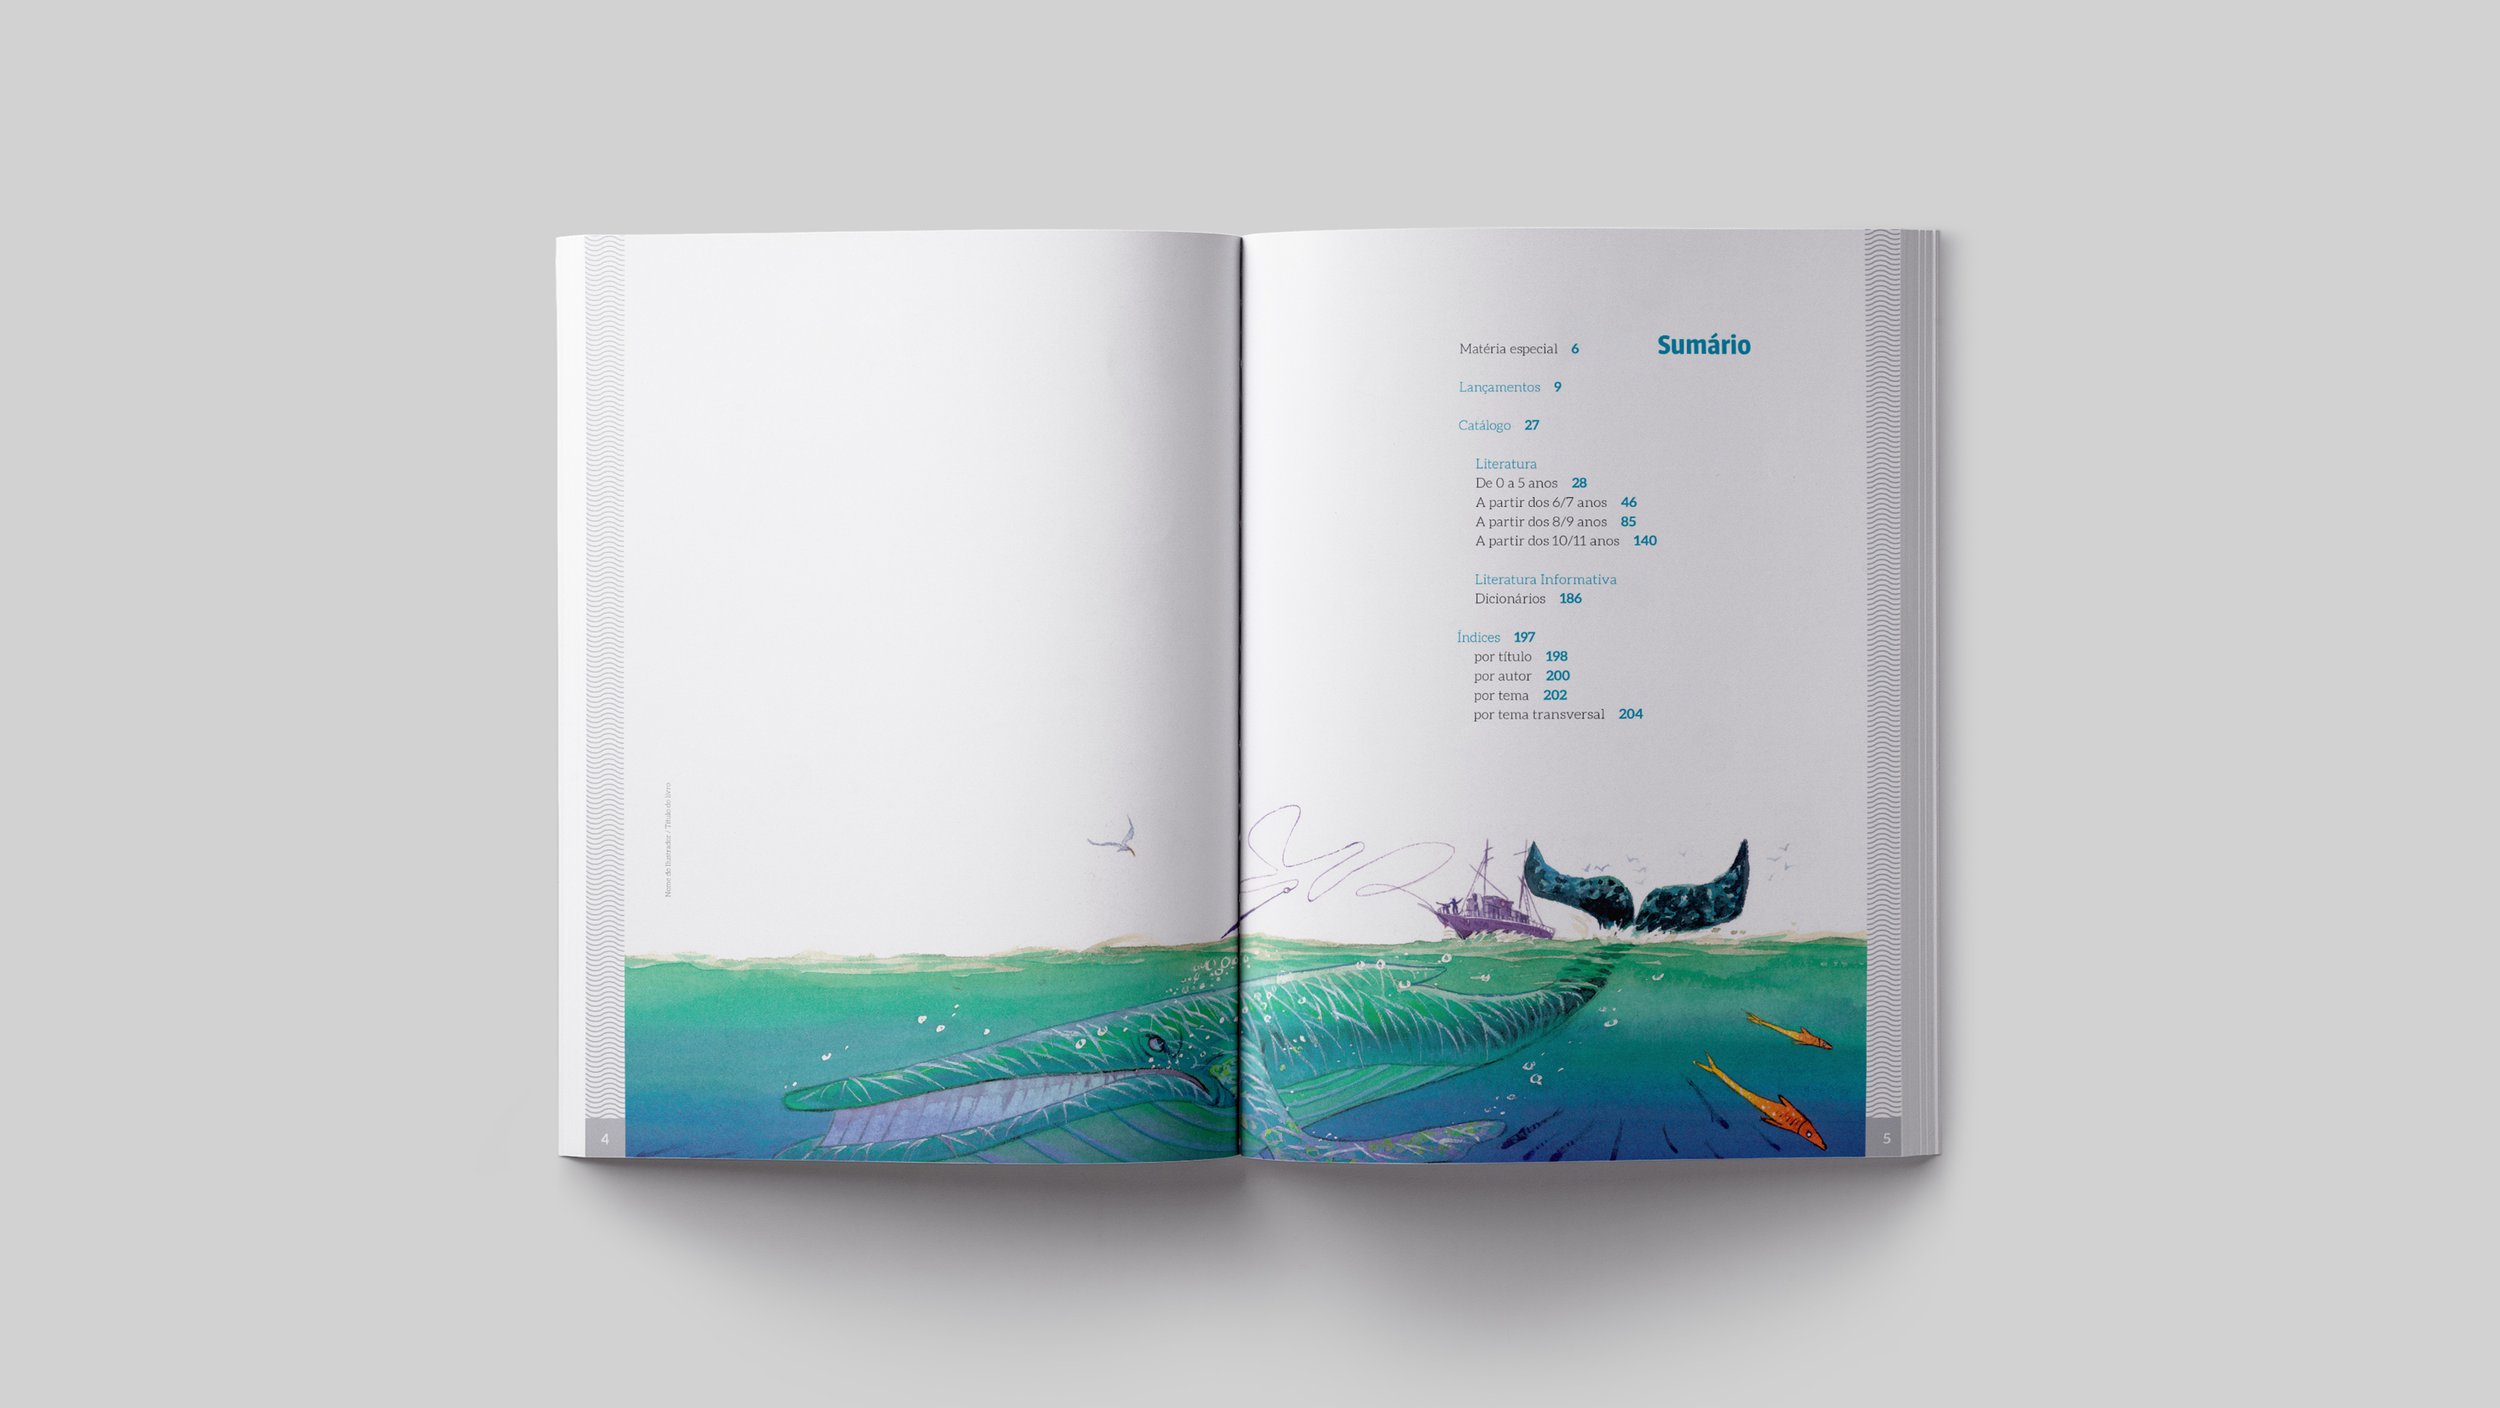 Nome do Ilustrador / Título do livro
4
Sumário
Matéria especial 6
Lançamentos 9
Catálogo 27
Literatura
De 0 a 5 anos 28
A partir dos 6/7 anos 46
A partir dos 8/9 anos 85
A partir dos 10/11 anos 140
Literatura Informativa
Dicionários 186
Índices 197
por título 198
por autor 200
por tema 202
por tema transversal 204
5